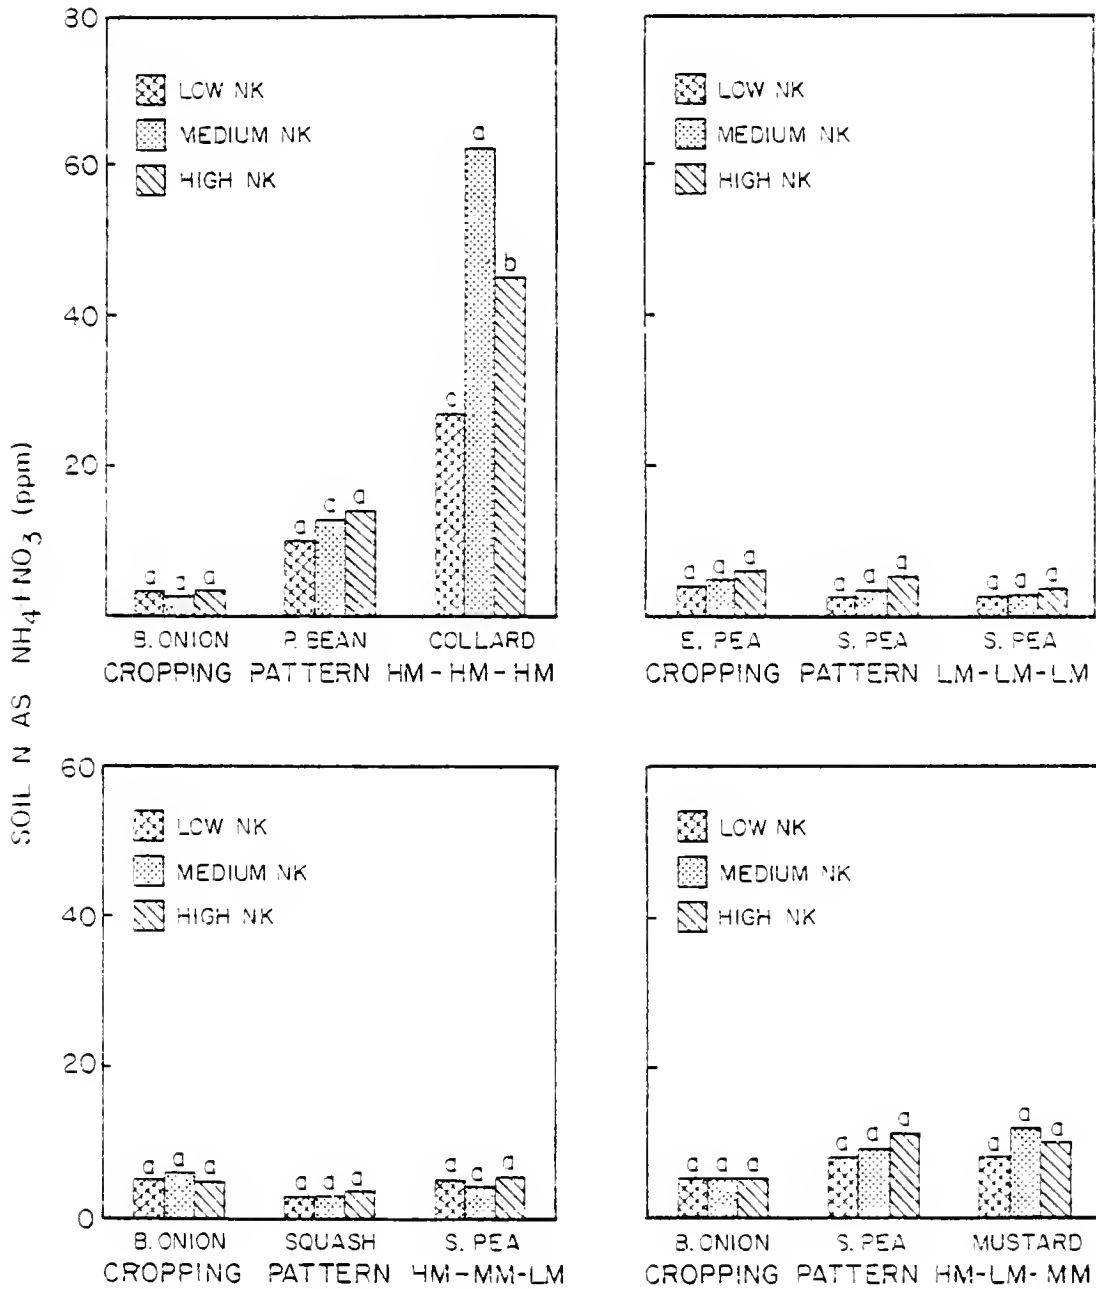 SOIL N AS NH4+NO3 (ppm)
80
60
40
20
LOW NK
MEDIUM NK
HIGH NK
a a a
a a a
c a b
B. ONION P. BEAN COLLARD
CROPPING PATTERN HM-HM-HM
LOW NK
MEDIUM NK
HIGH NK
a a a
a a a
a a a
E. PEA S. PEA S. PEA
CROPPING PATTERN LM-LM-LM
60
40
20
0
LOW NK
MEDIUM NK
HIGH NK
a a a
a a a
a a a
B. ONION SQUASH S. PEA
CROPPING PATTERN HM-MM-LM
LOW NK
MEDIUM NK
HIGH NK
a a a
a a a
a a a
B. ONION S. PEA MUSTARD
CROPPING PATTERN HM-LM-MM